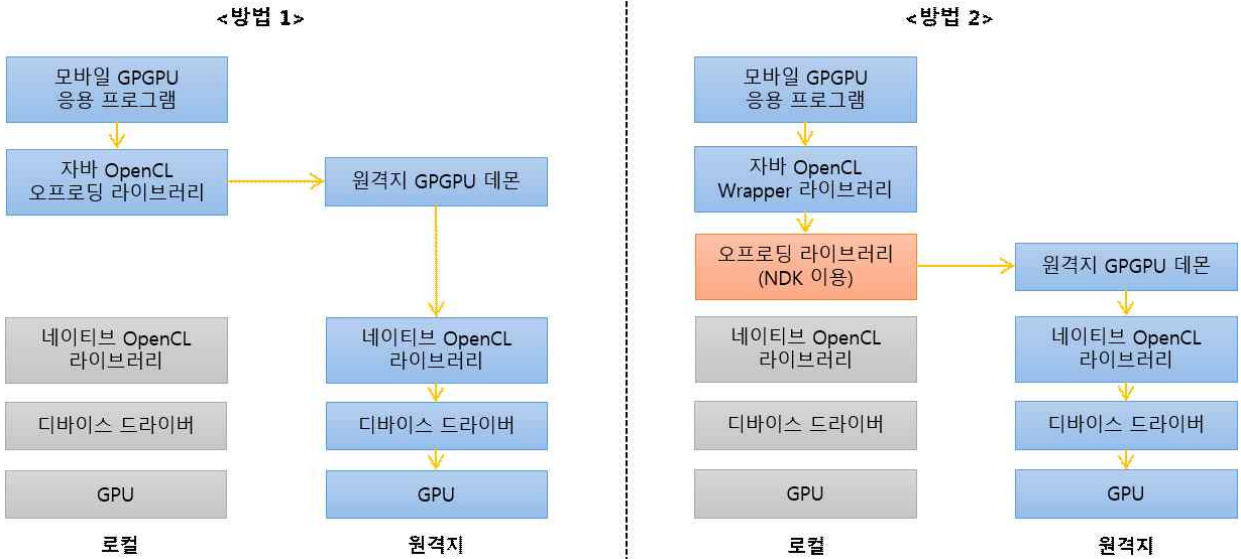 <방법 1>
모바일 GPGPU
응용 프로그램
자바 OpenCL
오프로딩 라이브러리
원격지 GPGPU 데몬
네이티브 OpenCL
라이브러리
네이티브 OpenCL
라이브러리
디바이스 드라이버
디바이스 드라이버
GPU
GPU
로컬
원격지
<방법 2>
모바일 GPGPU
응용 프로그램
자바 OpenCL
Wrapper 라이브러리
오프로딩 라이브러리
(NDK 이용)
원격지 GPGPU 데몬
네이티브 OpenCL
라이브러리
네이티브 OpenCL
라이브러리
디바이스 드라이버
디바이스 드라이버
GPU
GPU
로컬
원격지